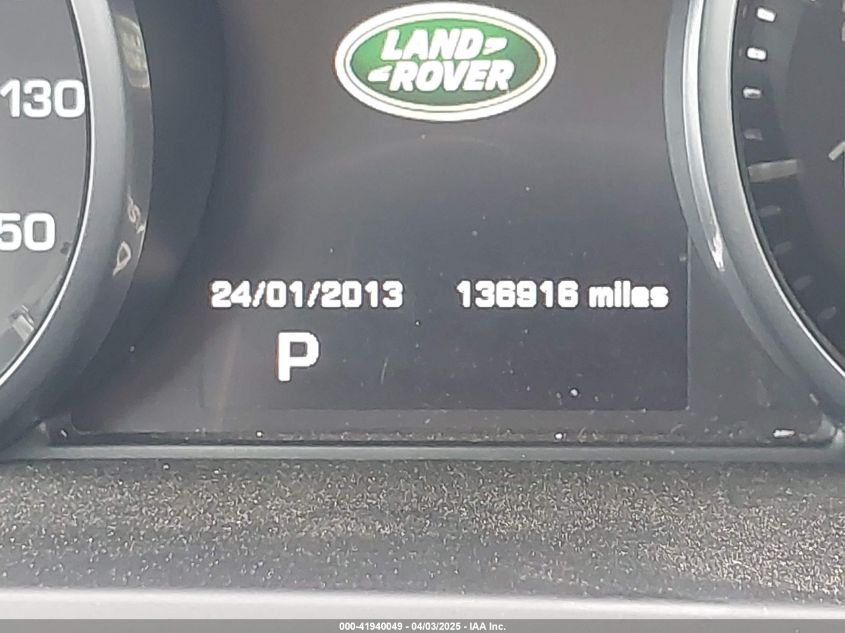 LAND
ROVER
130
50
24/01/2013 136916 miles
P
000-41940049 - 04/03/2025 - IAA Inc.